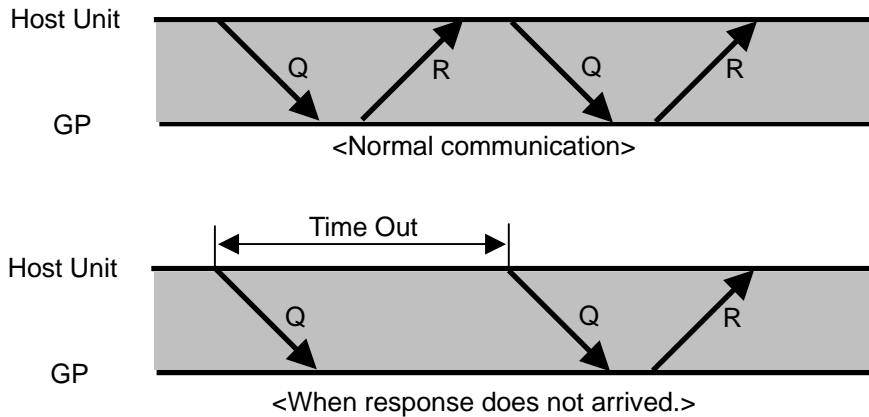 Host Unit
Q
R
Q
R
GP
<Normal communication>
Time Out
Host Unit
Q
Q
R
GP
<When response does not arrived.>